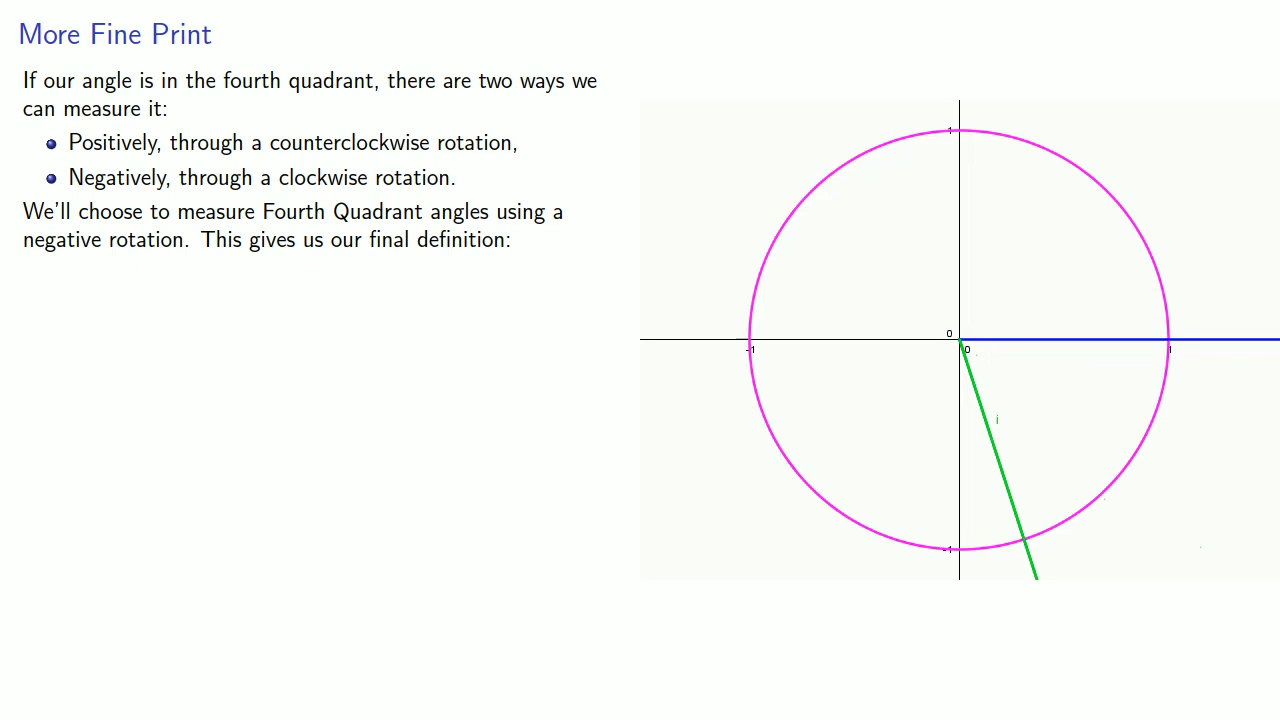 More Fine Print
If our angle is in the fourth quadrant, there are two ways we
can measure it:
Positively, through a counterclockwise rotation,
Negatively, through a clockwise rotation.
We'll choose to measure Fourth Quadrant angles using a
negative rotation. This gives us our final definition:
1
0
-1
0
1
i
-1